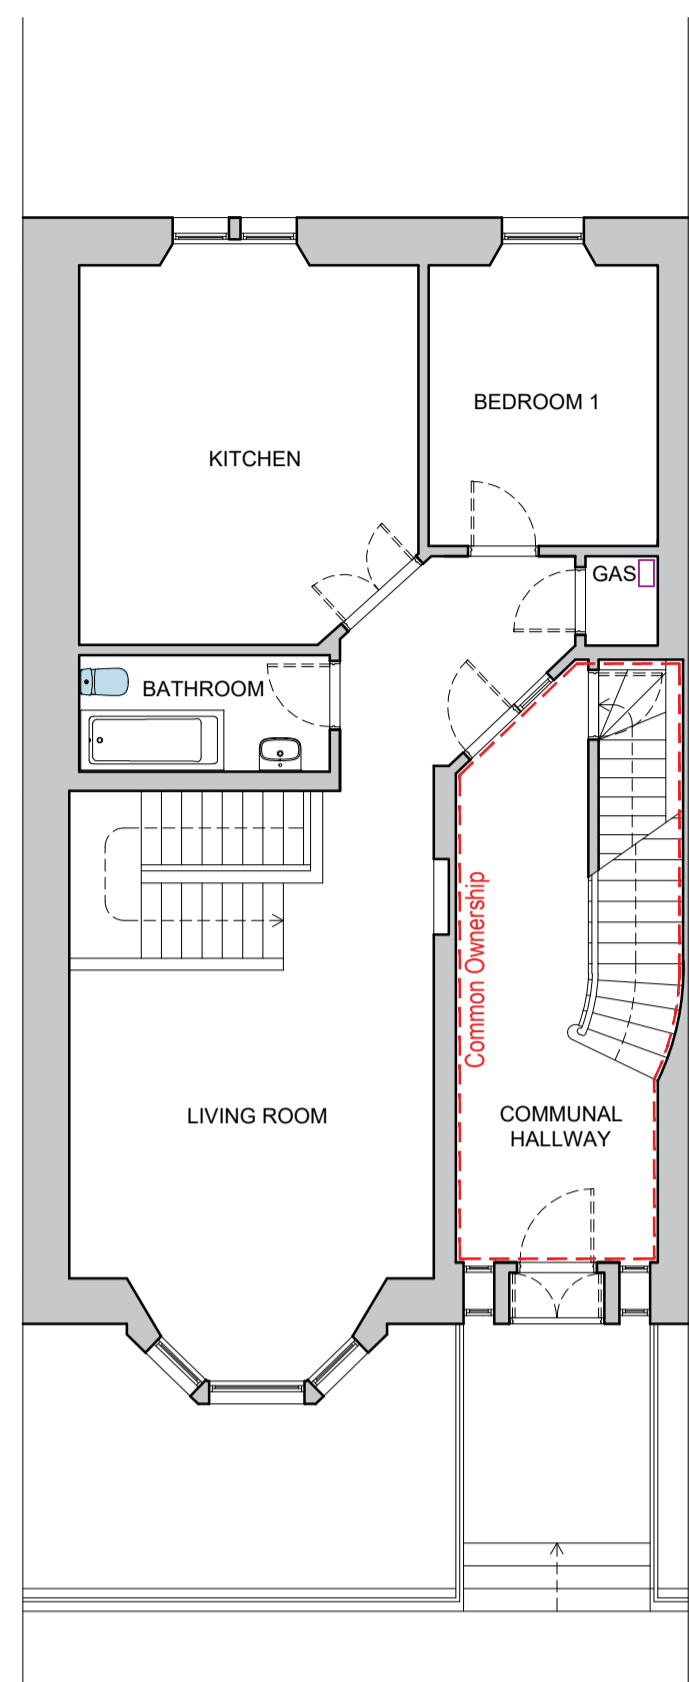 BEDROOM 1
KITCHEN
GAS
BATHROOM
Common Ownership
LIVING ROOM
COMMUNAL
HALLWAY